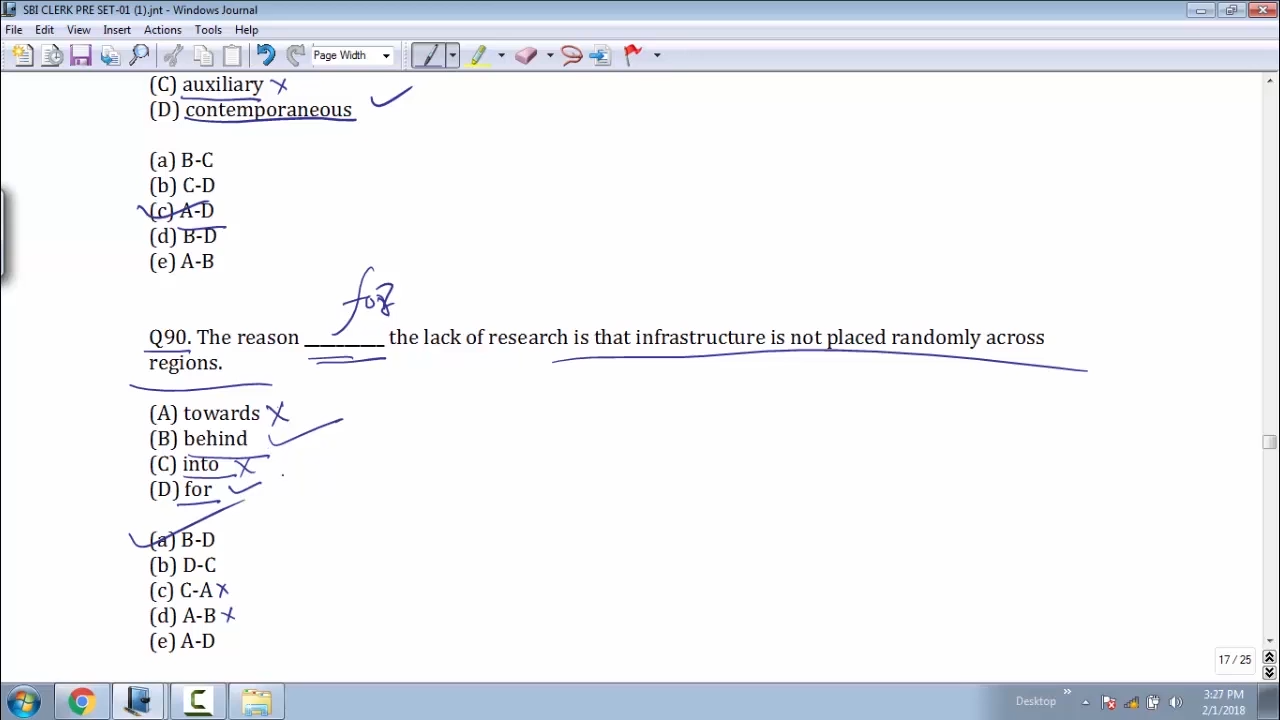 SBI CLERK PRE SET-01 (1).jnt - Windows Journal
File Edit View Insert Actions Tools Help
Page Width
(C) auxiliary
(D) contemporaneous
(a) B-C
(b) C-D
(c) A-D
(d) B-D
(e) A-B
for
Q90. The reason ________ the lack of research is that infrastructure is not placed randomly across
regions.
(A) towards
(B) behind
(C) into
(D) for
(a) B-D
(b) D-C
(c) C-A
(d) A-B
(e) A-D
17 / 25
Desktop
3:27 PM
2/1/2018